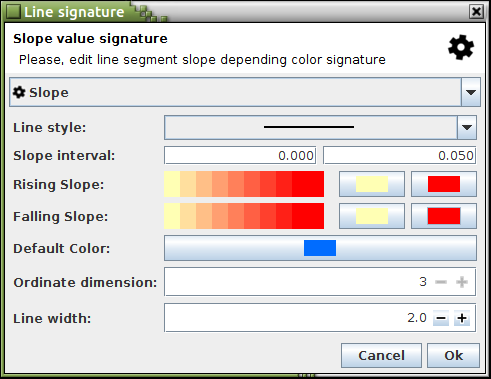 Line signature
Slope value signature
Please, edit line segment slope depending color signature
Slope
Line style:
Slope interval: 0.000 0.050
Rising Slope:
Falling Slope:
Default Color:
Ordinate dimension: 3
Line width: 2.0
Cancel Ok